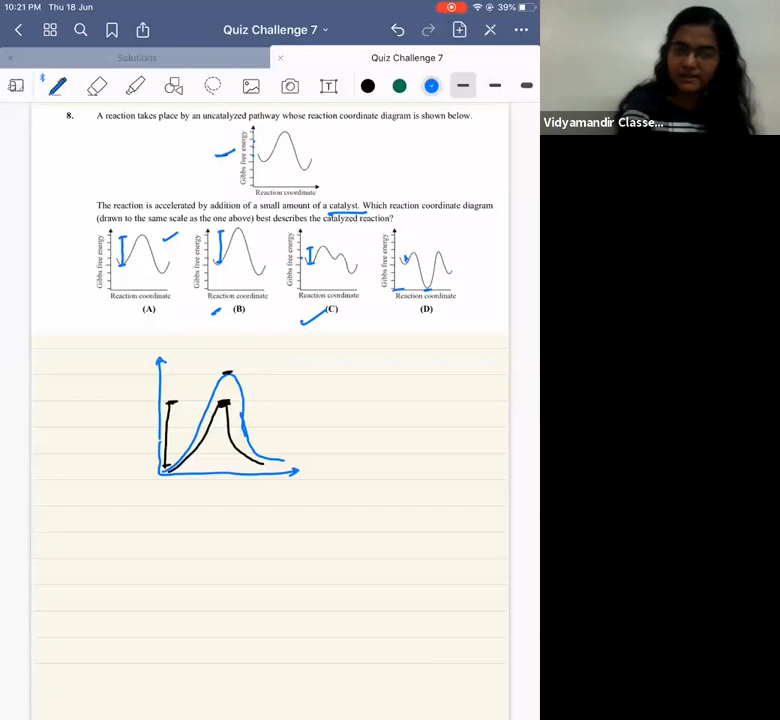 10:21 PM Thu 18 Jun
39%
Quiz Challenge 7
Solutions
Quiz Challenge 7
T
Vidyamandir Classe...
8. A reaction takes place by an uncatalyzed pathway whose reaction coordinate diagram is shown below.
Gibbs free energy
Reaction coordinate
The reaction is accelerated by addition of a small amount of a catalyst. Which reaction coordinate diagram
(drawn to the same scale as the one above) best describes the catalyzed reaction?
Gibbs free energy Gibbs free energy Gibbs free energy Gibbs free energy
Reaction coordinate Reaction coordinate Reaction coordinate Reaction coordinate
(A) (B) (C) (D)